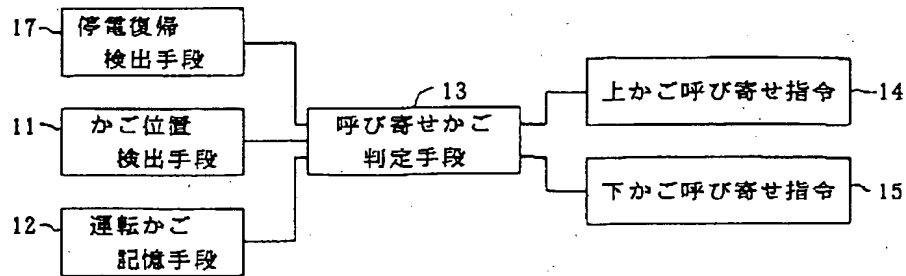 17
停電復帰
検出手段
11
かご位置
検出手段
12
運転かご
記憶手段
13
呼び寄せかご
判定手段
上かご呼び寄せ指令
14
下かご呼び寄せ指令
15